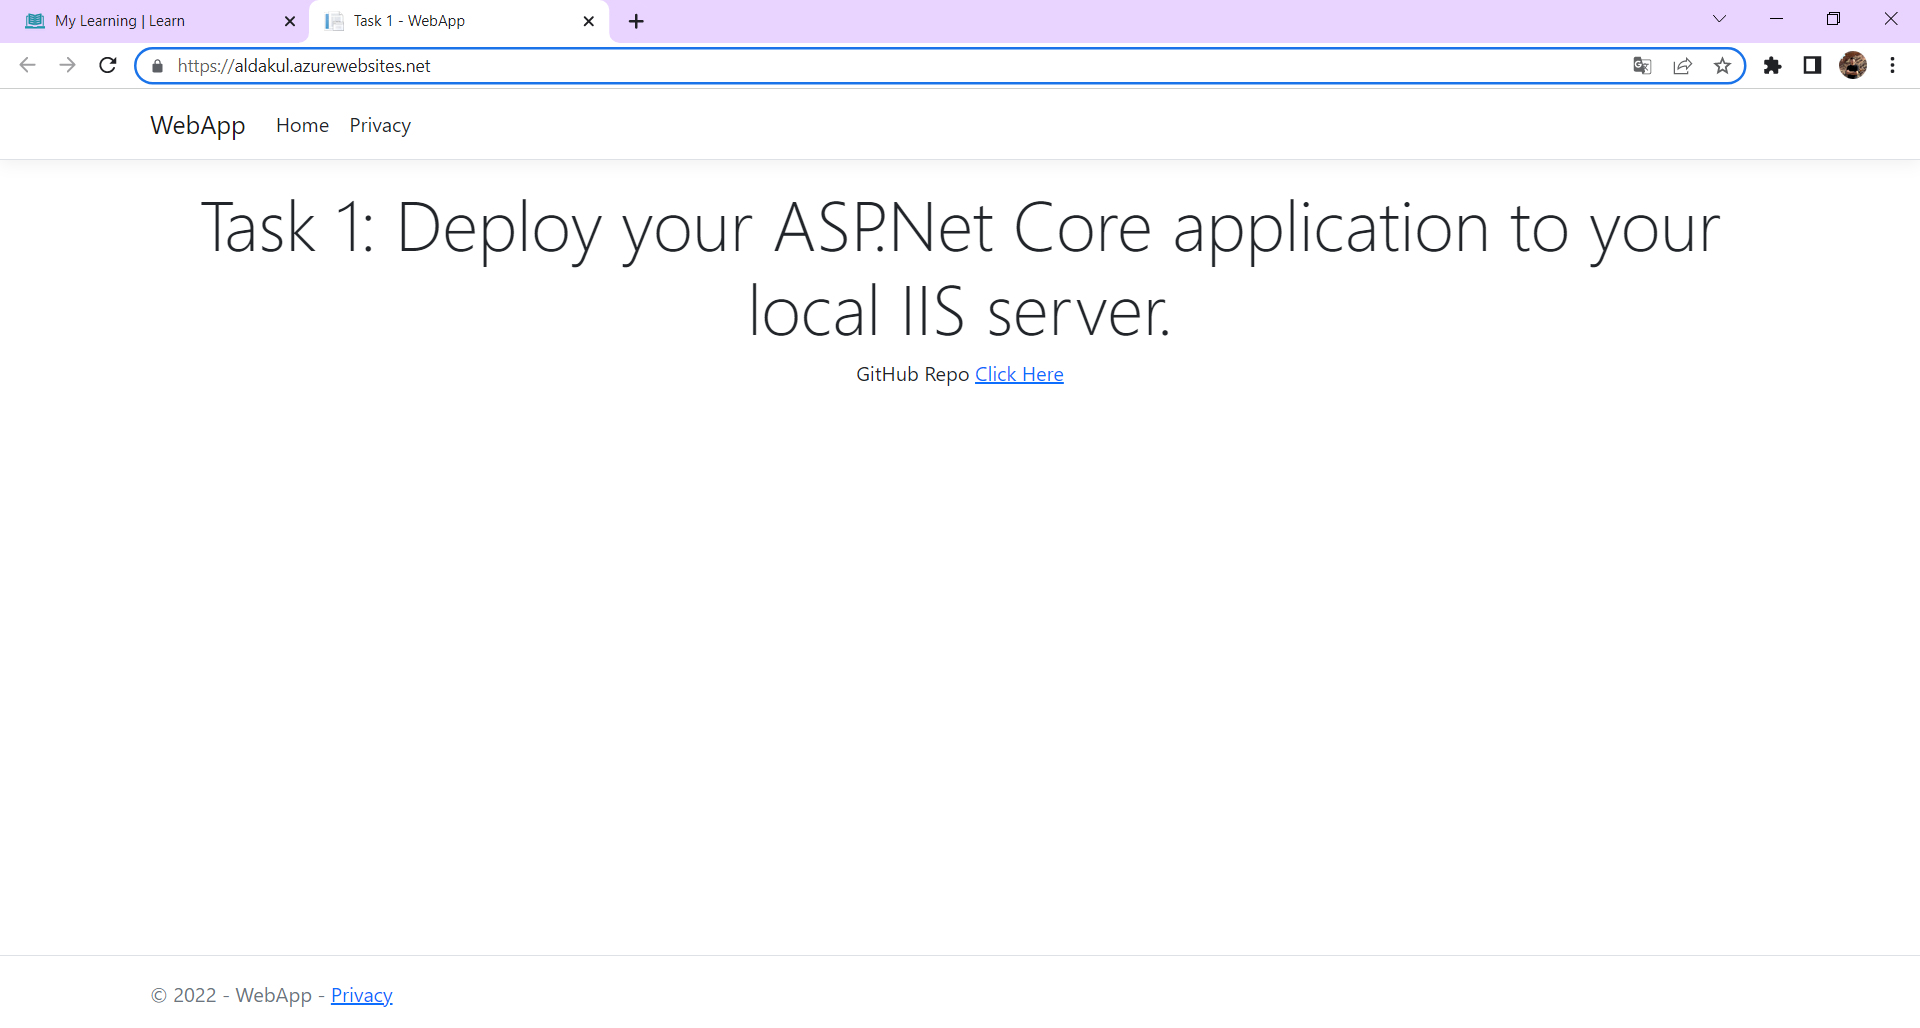 My Learning | Learn
Task 1 - WebApp
https://aldakul.azurewebsites.net
WebApp Home Privacy
Task 1: Deploy your ASP.Net Core application to your
local IIS server.
GitHub Repo Click Here
© 2022 - WebApp - Privacy